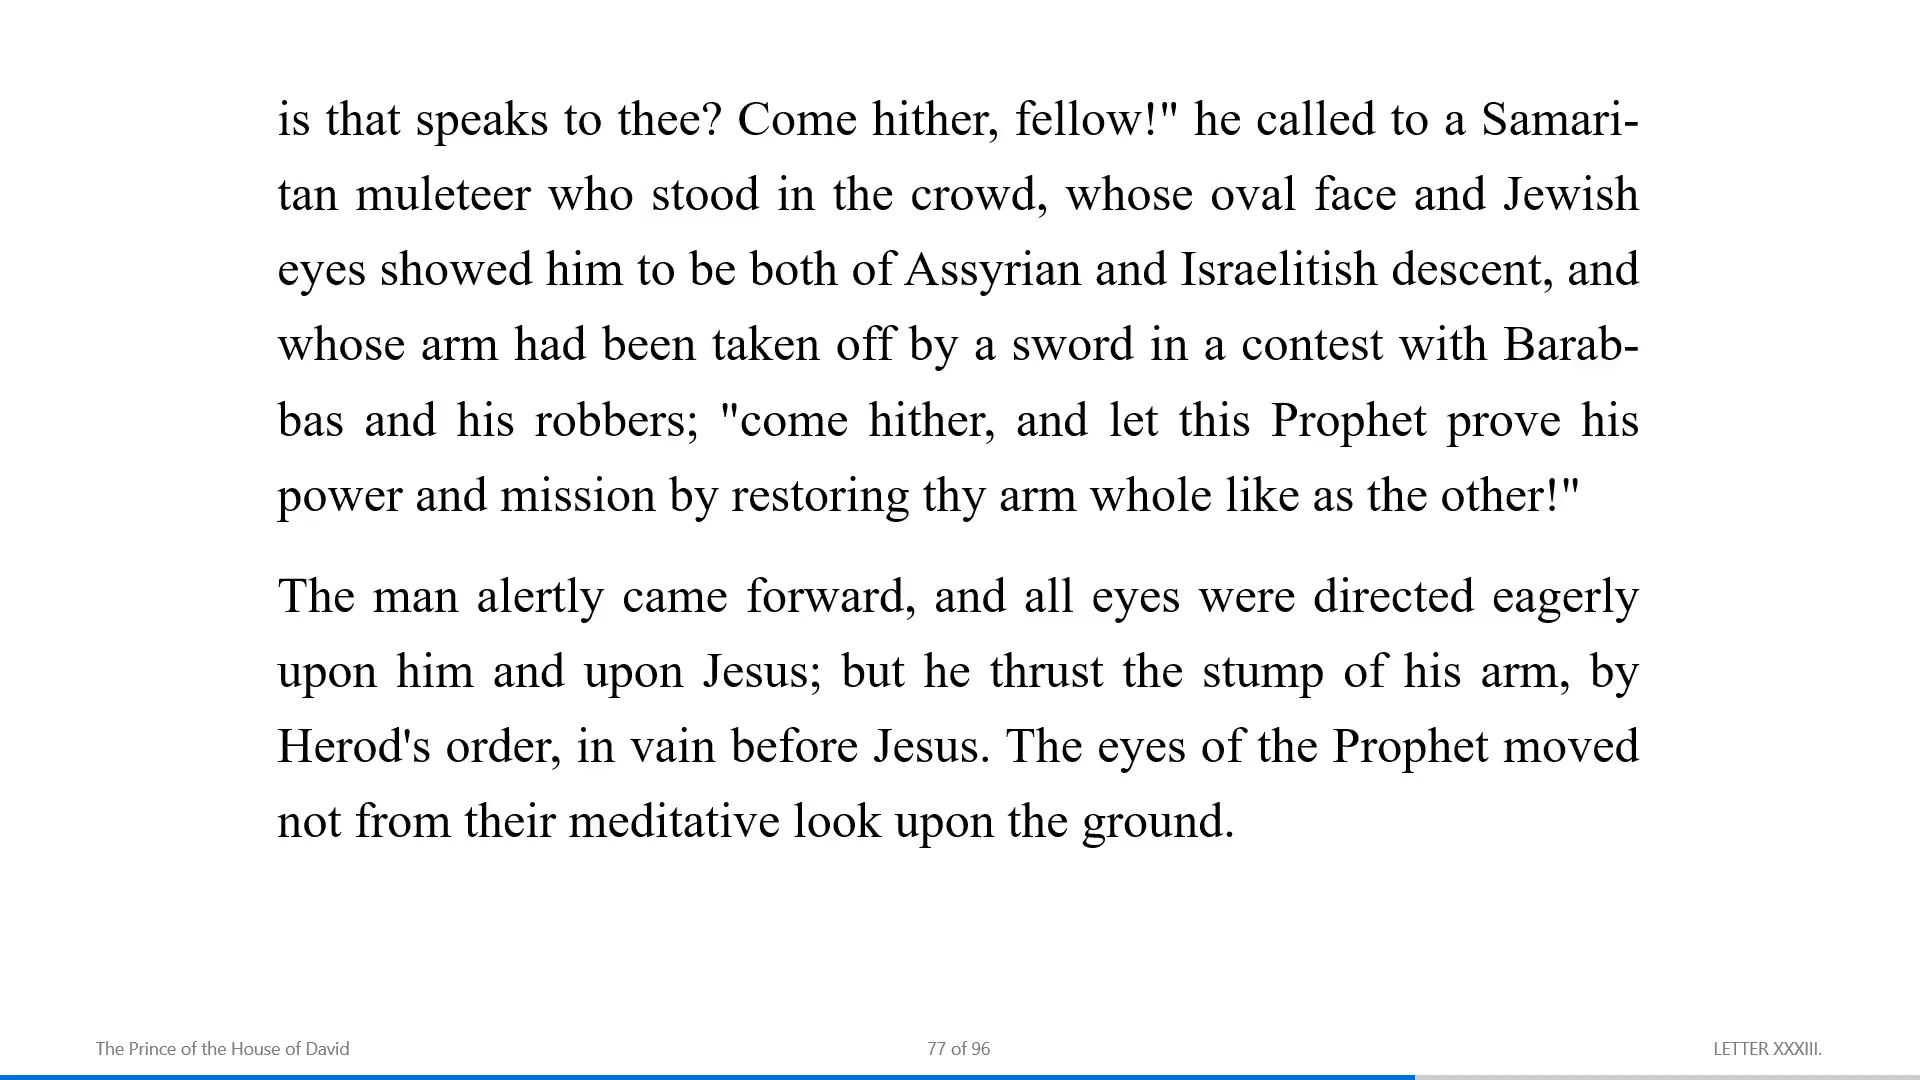 is that speaks to thee? Come hither, fellow!" he called to a Samari-
tan muleteer who stood in the crowd, whose oval face and Jewish
eyes showed him to be both of Assyrian and Israelitish descent, and
whose arm had been taken off by a sword in a contest with Barab-
bas and his robbers; "come hither, and let this Prophet prove his
power and mission by restoring thy arm whole like as the other!"
The man alertly came forward, and all eyes were directed eagerly
upon him and upon Jesus; but he thrust the stump of his arm, by
Herod's order, in vain before Jesus. The eyes of the Prophet moved
not from their meditative look upon the ground.
The Prince of the House of David
77 of 96
LETTER XXXIII.